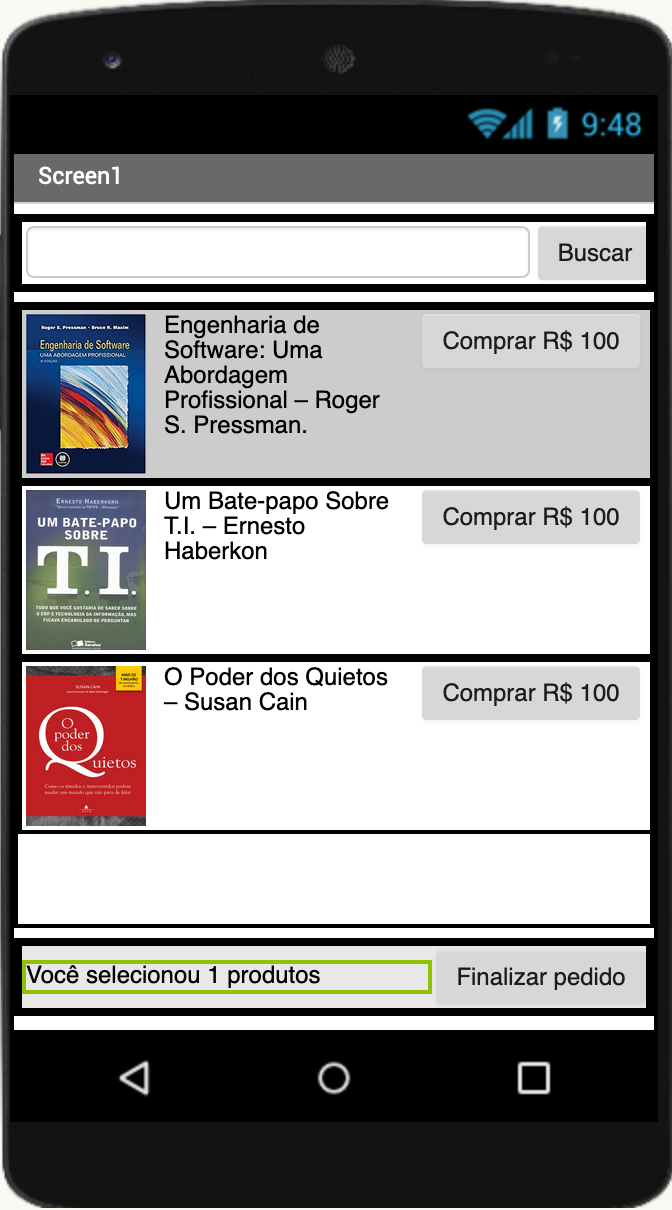 9:48
Screen1
Buscar
Roger S. Pressman • Bruce R. Maxim
Engenharia de Software
UMA ABORDAGEM PROFISSIONAL
8ª EDIÇÃO
Engenharia de
Software: Uma
Abordagem
Profissional – Roger
S. Pressman.
Comprar R$ 100
ERNESTO HABERKORN
UM BATE-PAPO
SOBRE
T.I.
TUDO QUE VOCÊ GOSTARIA DE SABER SOBRE
O ERP E TECNOLOGIA DA INFORMAÇÃO, MAS
FICAVA ENCABULADO DE PERGUNTAR
Um Bate-papo Sobre
T.I. – Ernesto
Haberkon
Comprar R$ 100
MAIS DE
1 MILHÃO
SUSAN CAIN
O
poder
dos
Quietos
Como os tímidos e introvertidos podem
mudar um mundo que não para de falar
O Poder dos Quietos
– Susan Cain
Comprar R$ 100
Você selecionou 1 produtos
Finalizar pedido